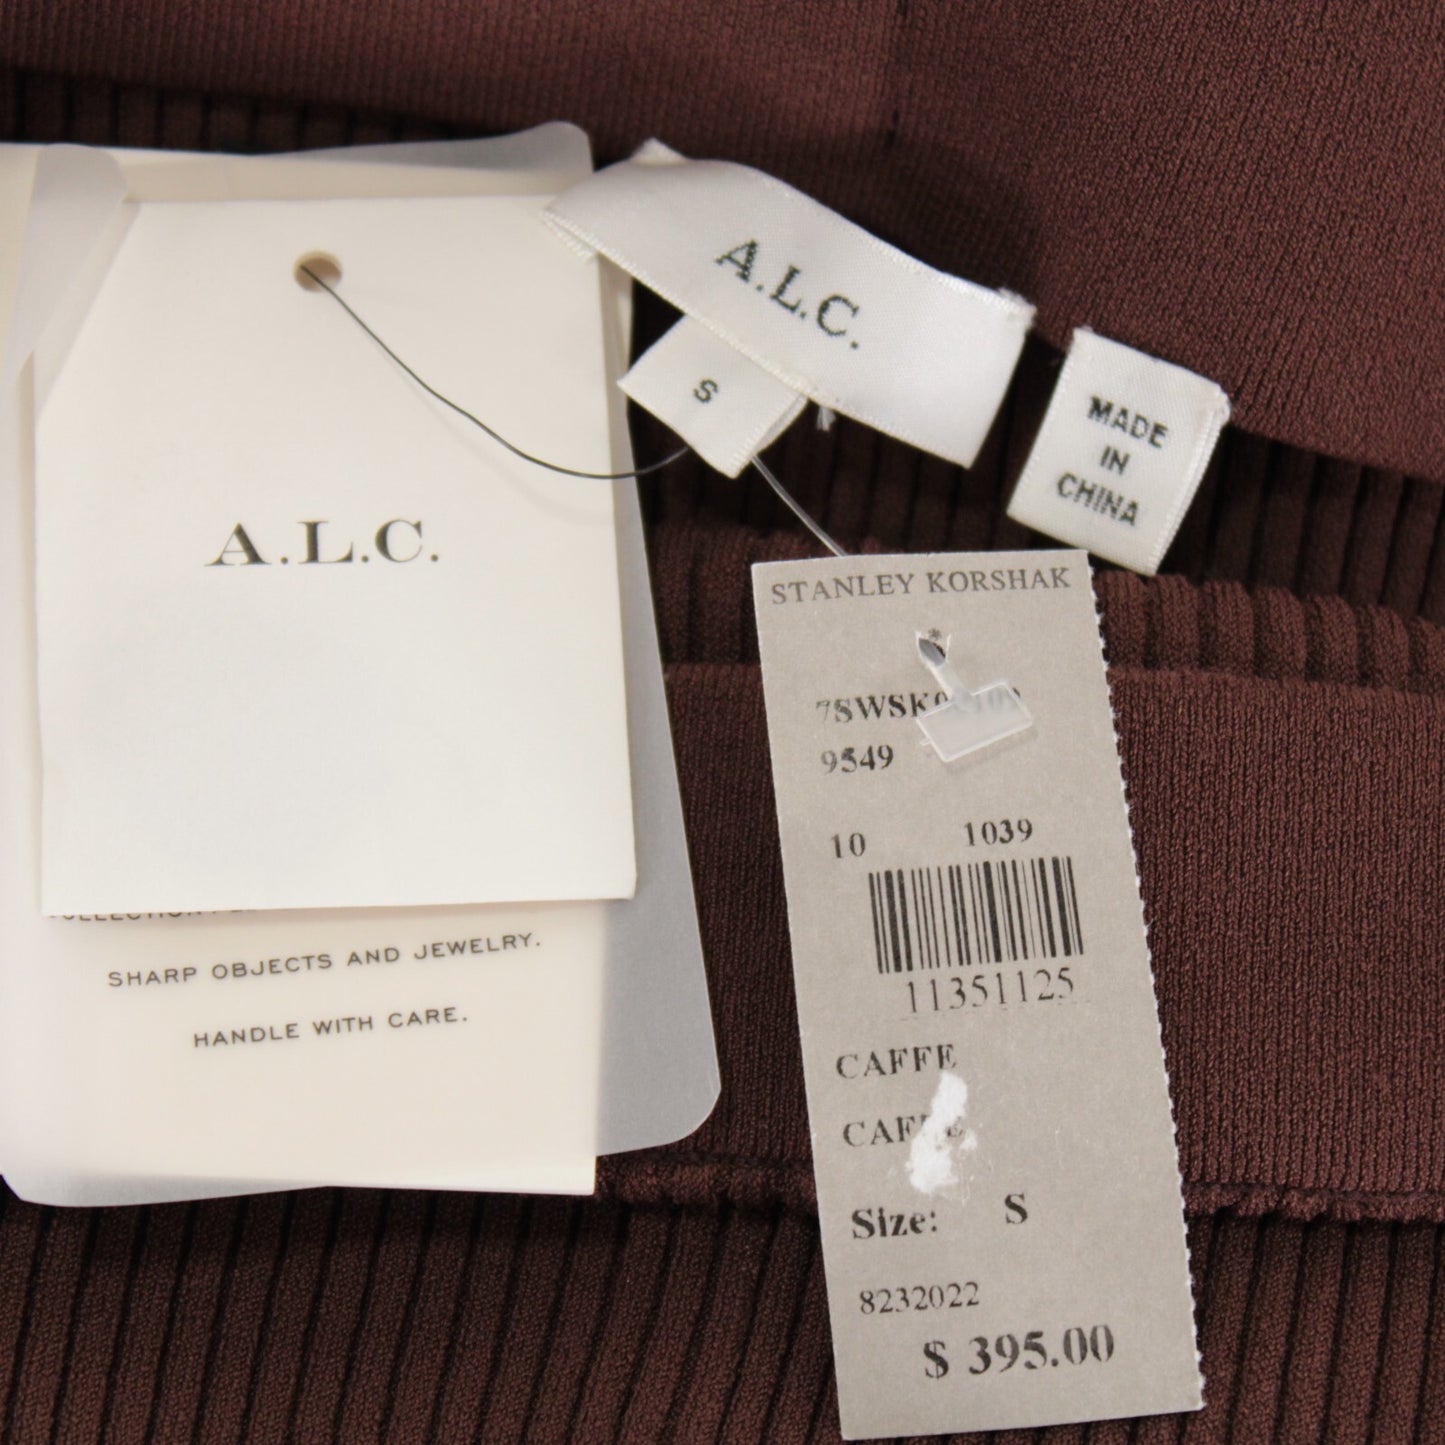 A.L.C.
S
MADE
IN
CHINA
A.L.C.
SHARP OBJECTS AND JEWELRY.
HANDLE WITH CARE.
STANLEY KORSHAK
*
9549
10 1039
11351125
CAFFE
CAFFE
Size: S
8232022
$ 395.00